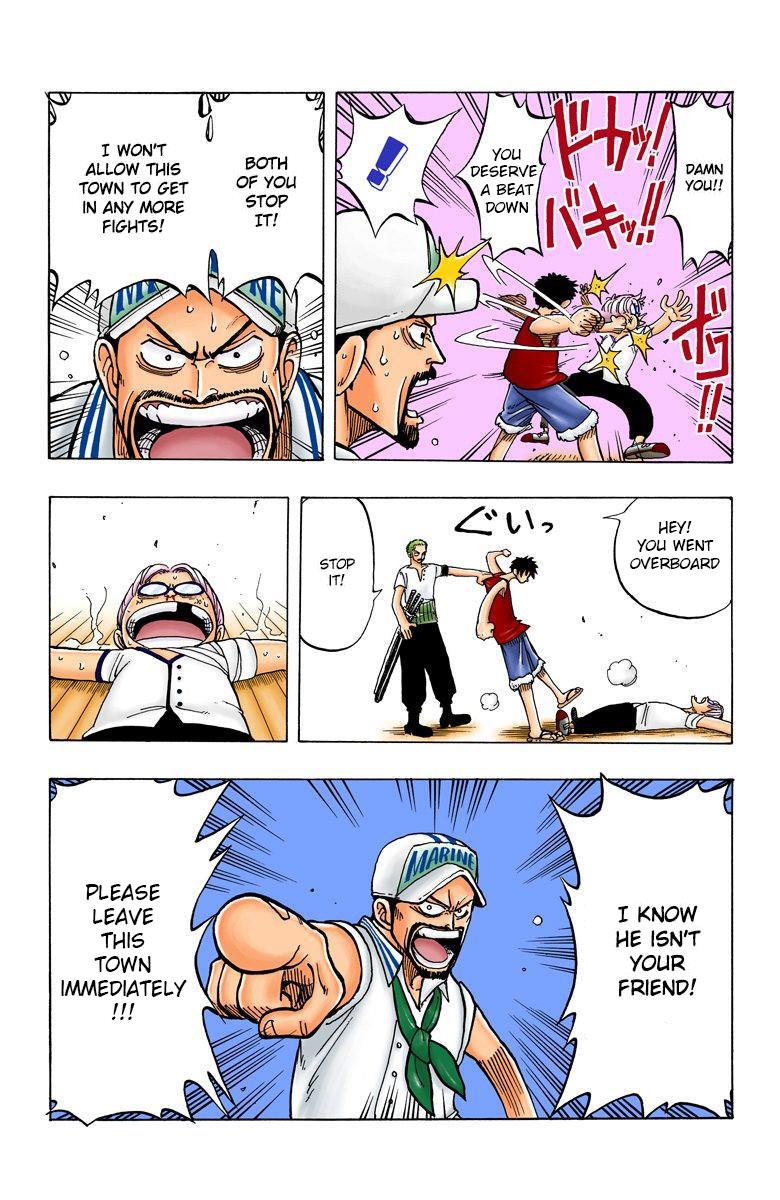 DAMN
YOU!!
ドカッ!
バキッ!!
ボコ!!
YOU
DESERVE
A BEAT
DOWN
!
BOTH
OF YOU
STOP
IT!
I WON'T
ALLOW THIS
TOWN TO GET
IN ANY MORE
FIGHTS!
MARINE
HEY!
YOU WENT
OVERBOARD
ぐいっ
STOP
IT!
I KNOW
HE ISN'T
YOUR
FRIEND!
MARINE
PLEASE
LEAVE
THIS
TOWN
IMMEDIATELY
!!!